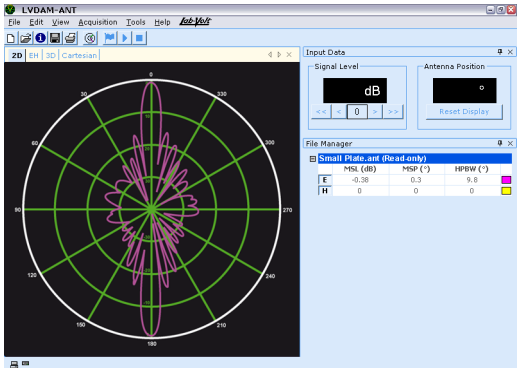 LVDAM-ANT
File Edit View Acquisition Tools Help Lab-Volt
2D EH 3D Cartesian
0
30
60
90
120
150
180
210
240
270
Input Data
Signal Level
dB
<< < 0 > >>
Antenna Position
°
Reset Display
File Manager
Small Plate.ant (Read-only)
MSL (dB) MSP (°) HPBW (°)
E -0.38 0.3 9.8
H 0 0 0